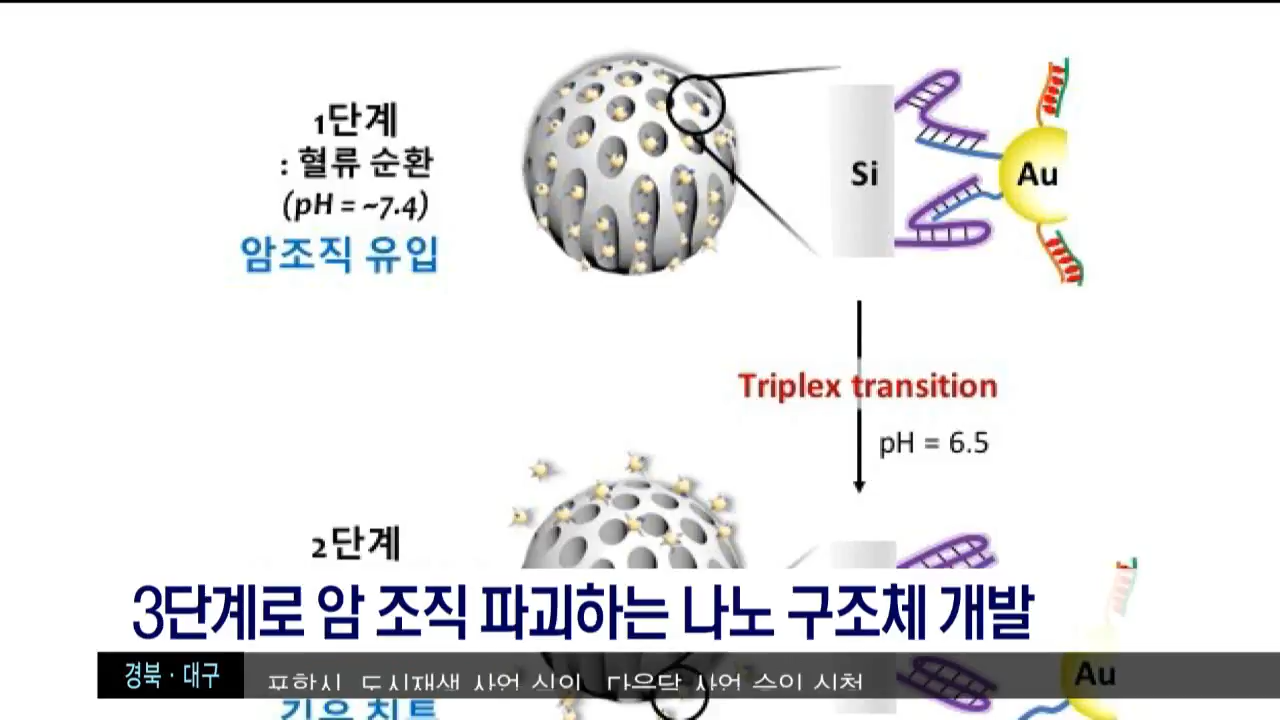 1단계
: 혈류 순환
(pH = ~7.4)
암조직 유입
Si
Au
Triplex transition
pH = 6.5
2단계
3단계로 암 조직 파괴하는 나노 구조체 개발
경북·대구
Au